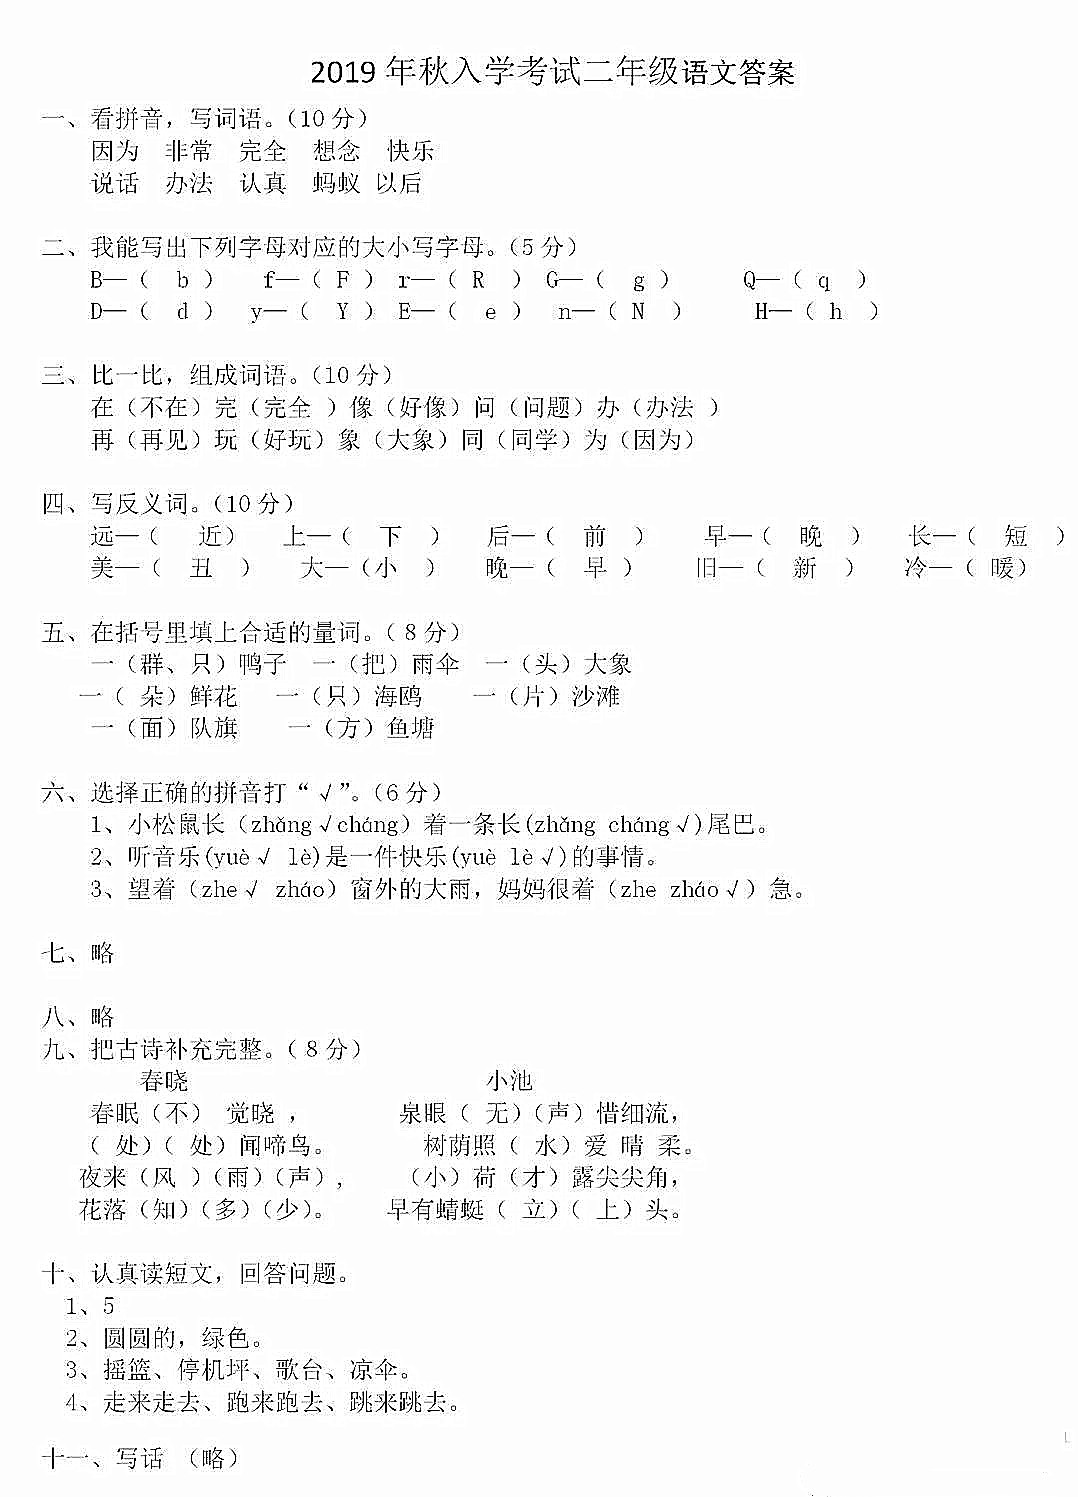 2019 年秋入学考试二年级语文答案
一、看拼音，写词语。（10 分）
因为 非常 完全 想念 快乐
说话 办法 认真 蚂蚁 以后
二、我能写出下列字母对应的大小写字母。（5 分）
B—（ b ） f—（ F ） r—（ R ） G—（ g ） Q—（ q ）
D—（ d ） y—（ Y ） E—（ e ） n—（ N ） H—（ h ）
三、比一比，组成词语。（10 分）
在（不在）完（完全 ）像（好像）问（问题）办（办法 ）
再（再见）玩（好玩）象（大象）同（同学）为（因为）
四、写反义词。（10 分）
远—（ 近） 上—（ 下 ） 后—（ 前 ） 早—（ 晚 ） 长—（ 短 ）
美—（ 丑 ） 大—（小 ） 晚—（ 早 ） 旧—（ 新 ） 冷—（ 暖）
五、在括号里填上合适的量词。（ 8 分）
一（群、只）鸭子 一（把）雨伞 一（头）大象
一（ 朵）鲜花 一（只）海鸥 一（片）沙滩
一（面）队旗 一（方）鱼塘
六、选择正确的拼音打“ √”。（6 分）
1、小松鼠长（zhǎng√cháng）着一条长(zhǎng cháng√)尾巴。
2、听音乐(yuè√ lè)是一件快乐(yuè lè√)的事情。
3、望着（zhe√ zháo）窗外的大雨，妈妈很着（zhe zháo√）急。
七、略
八、略
九、把古诗补充完整。（ 8 分）
春晓 小池
春眠（不） 觉晓 ， 泉眼（ 无）（声）惜细流，
（ 处）（ 处）闻啼鸟。 树荫照（ 水）爱 晴 柔。
夜来（风 ）（雨）（声）， （小）荷（才）露尖尖角，
花落（知）（多）（少）。 早有蜻蜓（ 立）（ 上）头。
十、认真读短文，回答问题。
1、5
2、圆圆的，绿色。
3、摇篮、停机坪、歌台、凉伞。
4、走来走去、跑来跑去、跳来跳去。
十一、写话 （略）